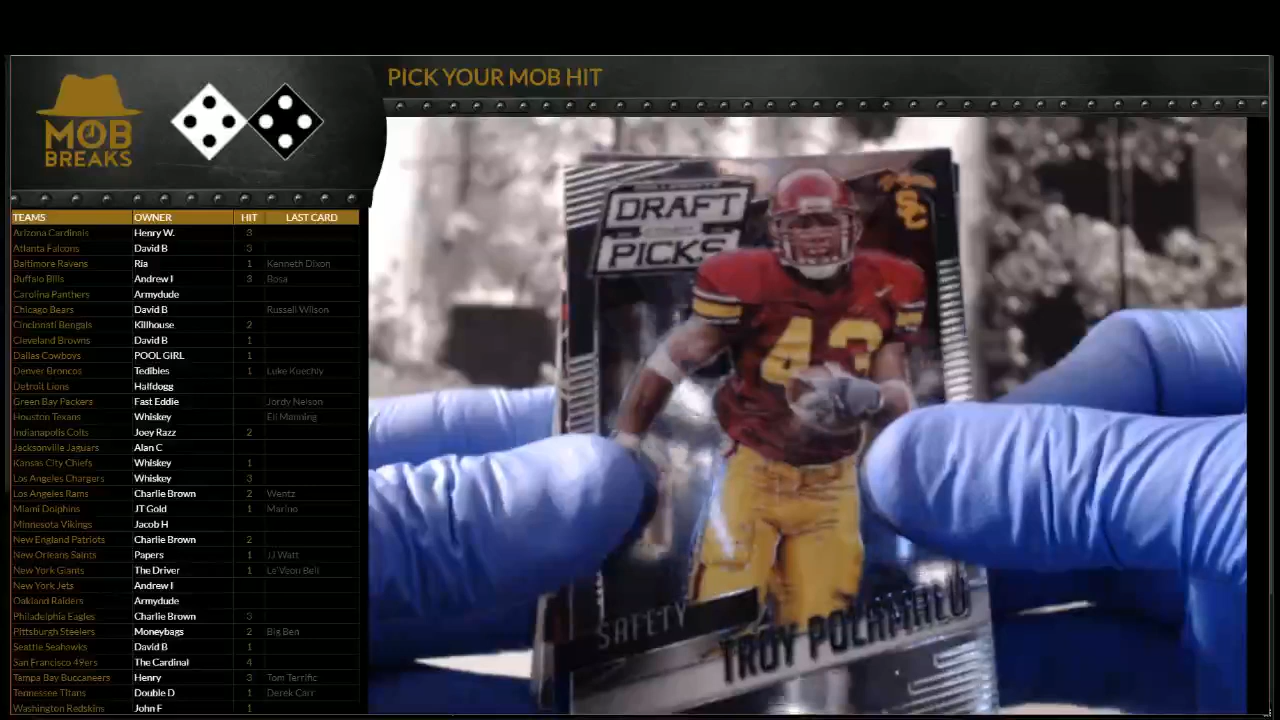 PICK YOUR MOB HIT
MOB
BREAKS
TEAMS OWNER HIT LAST CARD
Arizona Cardinals Henry W. 3
Atlanta Falcons David B 3
Baltimore Ravens Ria 1 Kenneth Dixon
Buffalo Bills Andrew I 3 Bosa
Carolina Panthers Armydude
Chicago Bears David B Russell Wilson
Cincinnati Bengals Killhouse 2
Cleveland Browns David B 1
Dallas Cowboys POOL GIRL 1
Denver Broncos Tedibles 1 Luke Kuechly
Detroit Lions Halfdogg
Green Bay Packers Fast Eddie Jordy Nelson
Houston Texans Whiskey Eli Manning
Indianapolis Colts Joey Razz 2
Jacksonville Jaguars Alan C
Kansas City Chiefs Whiskey 1
Los Angeles Chargers Whiskey 3
Los Angeles Rams Charlie Brown 2 Wentz
Miami Dolphins JT Gold 1 Marino
Minnesota Vikings Jacob H
New England Patriots Charlie Brown 2
New Orleans Saints Papers 1 JJ Watt
New York Giants The Driver 1 Le'Veon Bell
New York Jets Andrew I
Oakland Raiders Armydude
Philadelphia Eagles Charlie Brown 3
Pittsburgh Steelers Moneybags 2 Big Ben
Seattle Seahawks David B 1
San Francisco 49ers The Cardinal 4
Tampa Bay Buccaneers Henry 3 Tom Terrific
Tennessee Titans Double D 1 Derek Carr
Washington Redskins John F 1
DRAFT
PICKS
SC
43
SAFETY
TROY POLAMALU